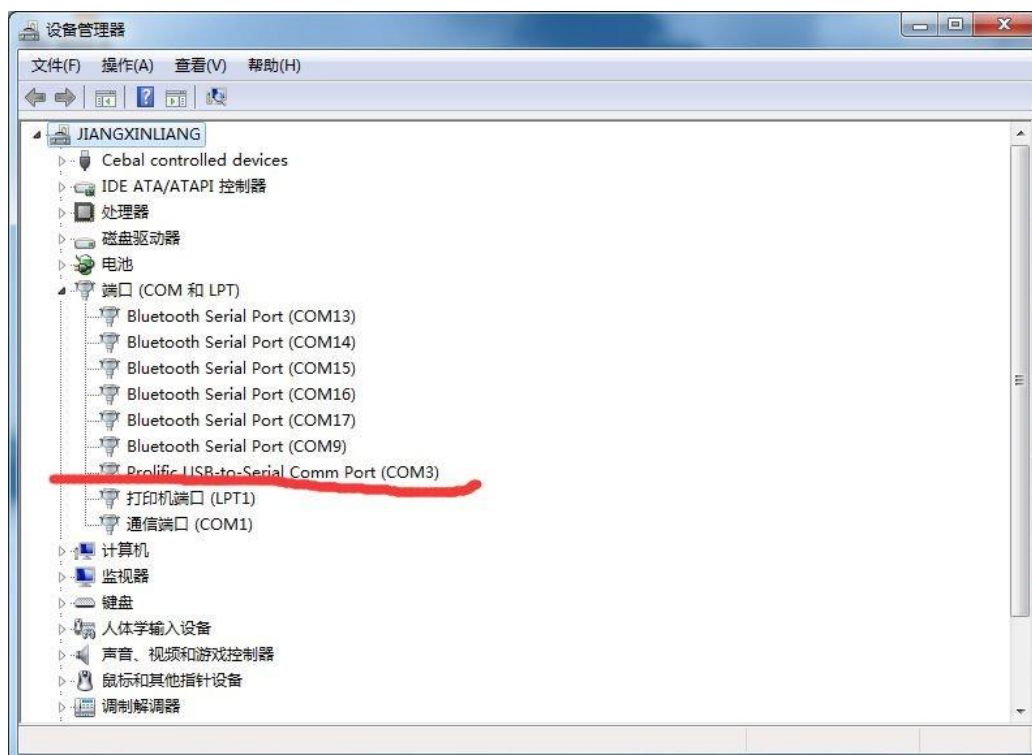 设备管理器
文件(F) 操作(A) 查看(V) 帮助(H)
JIANGXINLIANG
Cebal controlled devices
IDE ATA/ATAPI 控制器
处理器
磁盘驱动器
电池
端口 (COM 和 LPT)
Bluetooth Serial Port (COM13)
Bluetooth Serial Port (COM14)
Bluetooth Serial Port (COM15)
Bluetooth Serial Port (COM16)
Bluetooth Serial Port (COM17)
Bluetooth Serial Port (COM9)
Prolific USB-to-Serial Comm Port (COM3)
打印机端口 (LPT1)
通信端口 (COM1)
计算机
监视器
键盘
人体学输入设备
声音、视频和游戏控制器
鼠标和其他指针设备
调制解调器